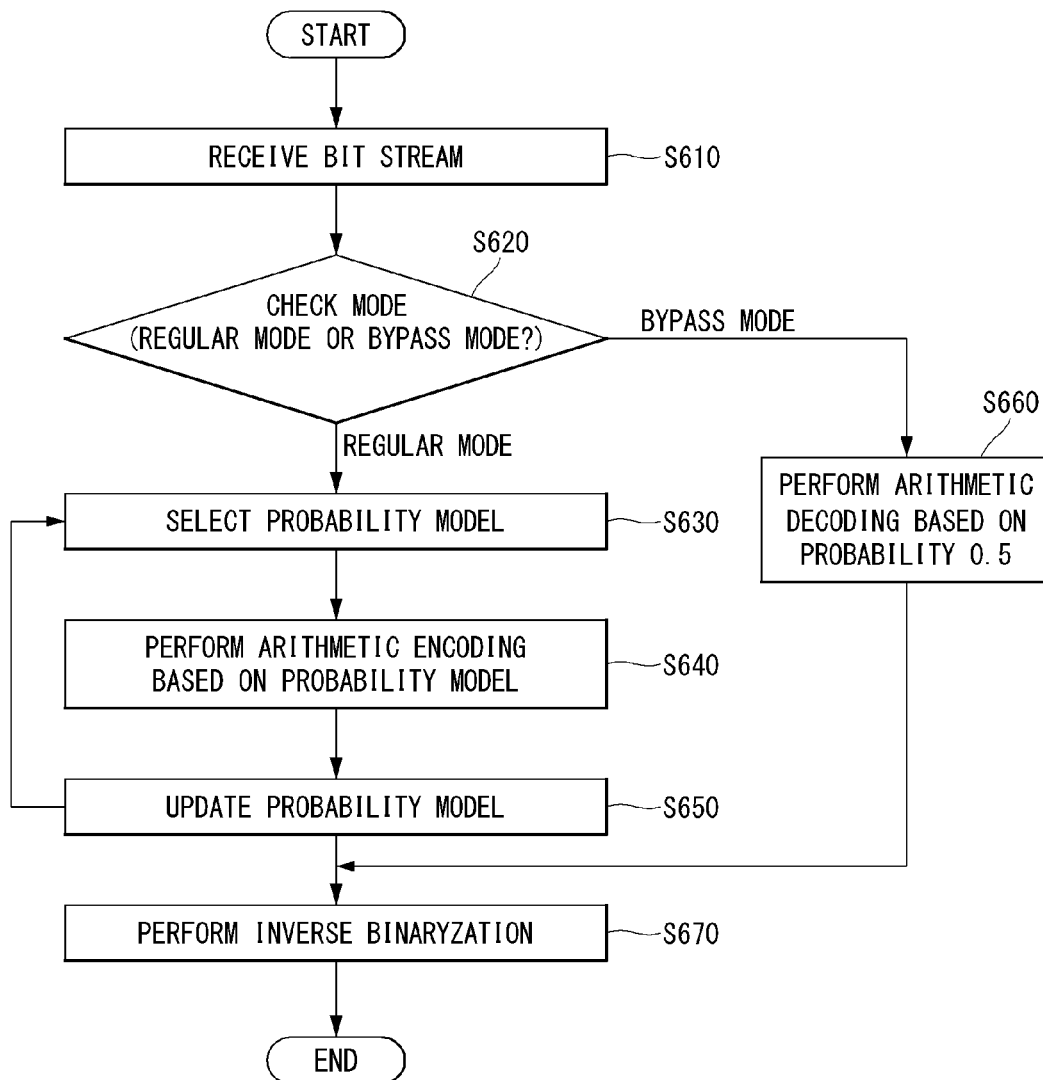 START
RECEIVE BIT STREAM
S610
S620
CHECK MODE
(REGULAR MODE OR BYPASS MODE?)
BYPASS MODE
REGULAR MODE
S660
PERFORM ARITHMETIC
DECODING BASED ON
PROBABILITY 0.5
SELECT PROBABILITY MODEL
S630
PERFORM ARITHMETIC ENCODING
BASED ON PROBABILITY MODEL
S640
UPDATE PROBABILITY MODEL
S650
PERFORM INVERSE BINARYZATION
S670
END